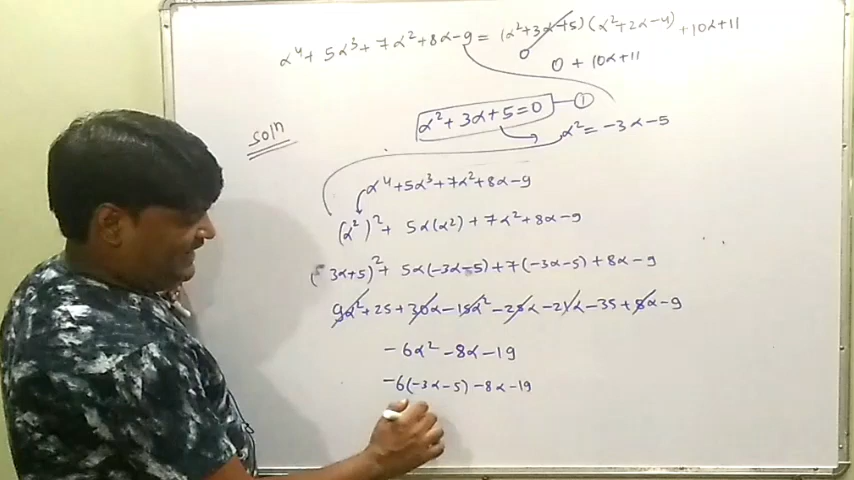 α⁴ + 5α³ + 7α² + 8α - 9 = (α² + 3α + 5) (α² + 2α - 4) + 10α + 11
0
0 + 10α + 11
Soln
α² + 3α + 5 = 0 — ①
α² = -3α - 5
α⁴ + 5α³ + 7α² + 8α - 9
(α²)² + 5α(α²) + 7α² + 8α - 9
(3α + 5)² + 5α(-3α - 5) + 7(-3α - 5) + 8α - 9
9α² + 25 + 30α - 15α² - 25α - 21α - 35 + 8α - 9
- 6α² - 8α - 19
-6(-3α - 5) - 8α - 19